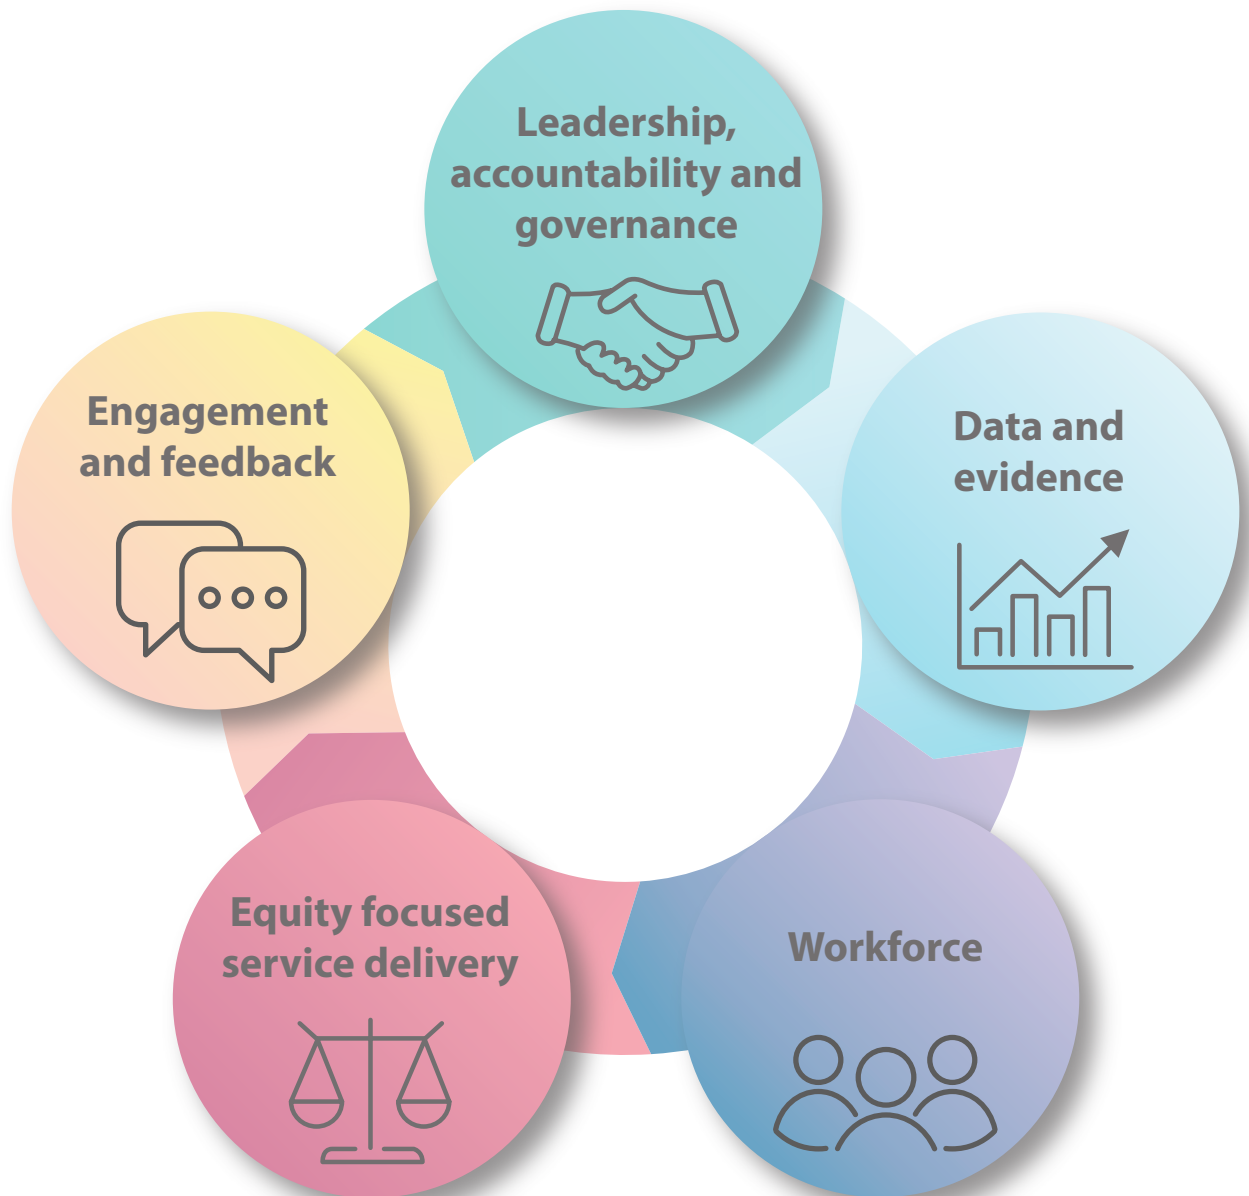 Leadership,
accountability and
governance
Engagement
and feedback
Data and
evidence
Equity focused
service delivery
Workforce